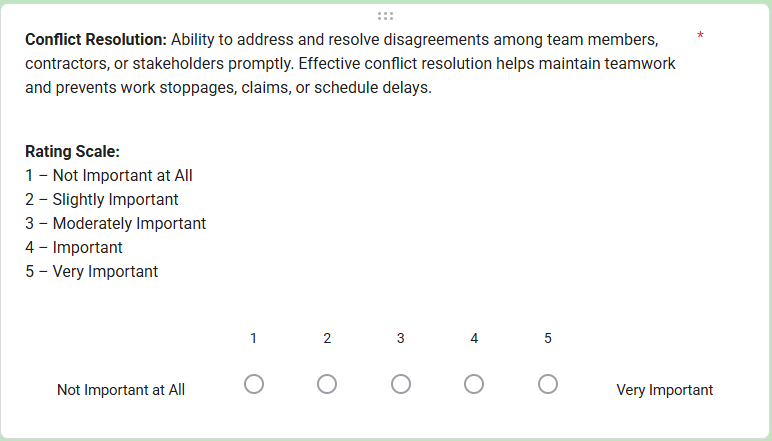 Conflict Resolution: Ability to address and resolve disagreements among team members, *
contractors, or stakeholders promptly. Effective conflict resolution helps maintain teamwork
and prevents work stoppages, claims, or schedule delays.
Rating Scale:
1 – Not Important at All
2 – Slightly Important
3 – Moderately Important
4 – Important
5 – Very Important
1 2 3 4 5
Not Important at All Very Important